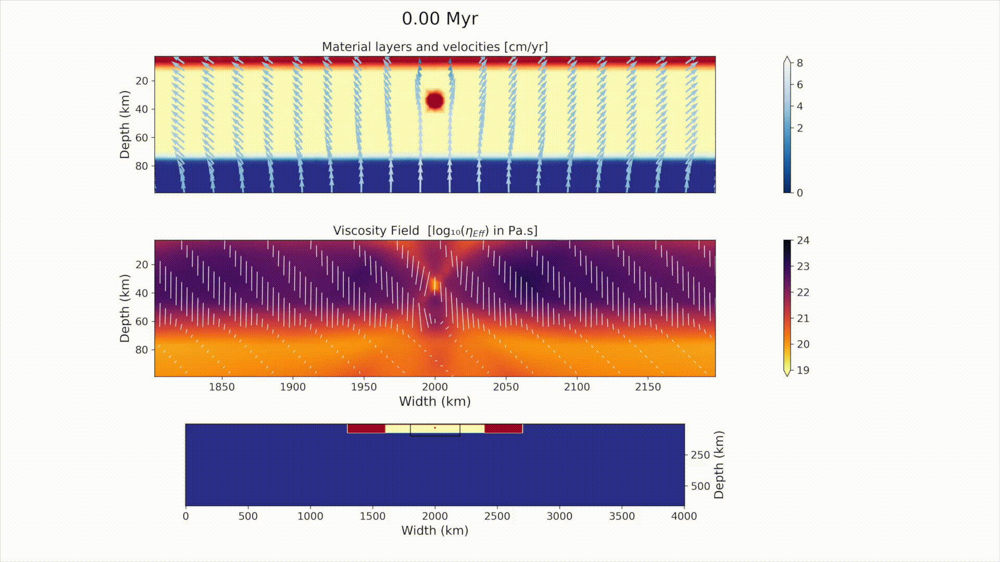 0.00 Myr
Material layers and velocities [cm/yr]
Depth (km)
20
40
60
80
8
6
4
2
0
Viscosity Field [log₁₀(η_Eff) in Pa.s]
Depth (km)
20
40
60
80
24
23
22
21
20
19
1850 1900 1950 2000 2050 2100 2150
Width (km)
250
500
Depth (km)
0 500 1000 1500 2000 2500 3000 3500 4000
Width (km)